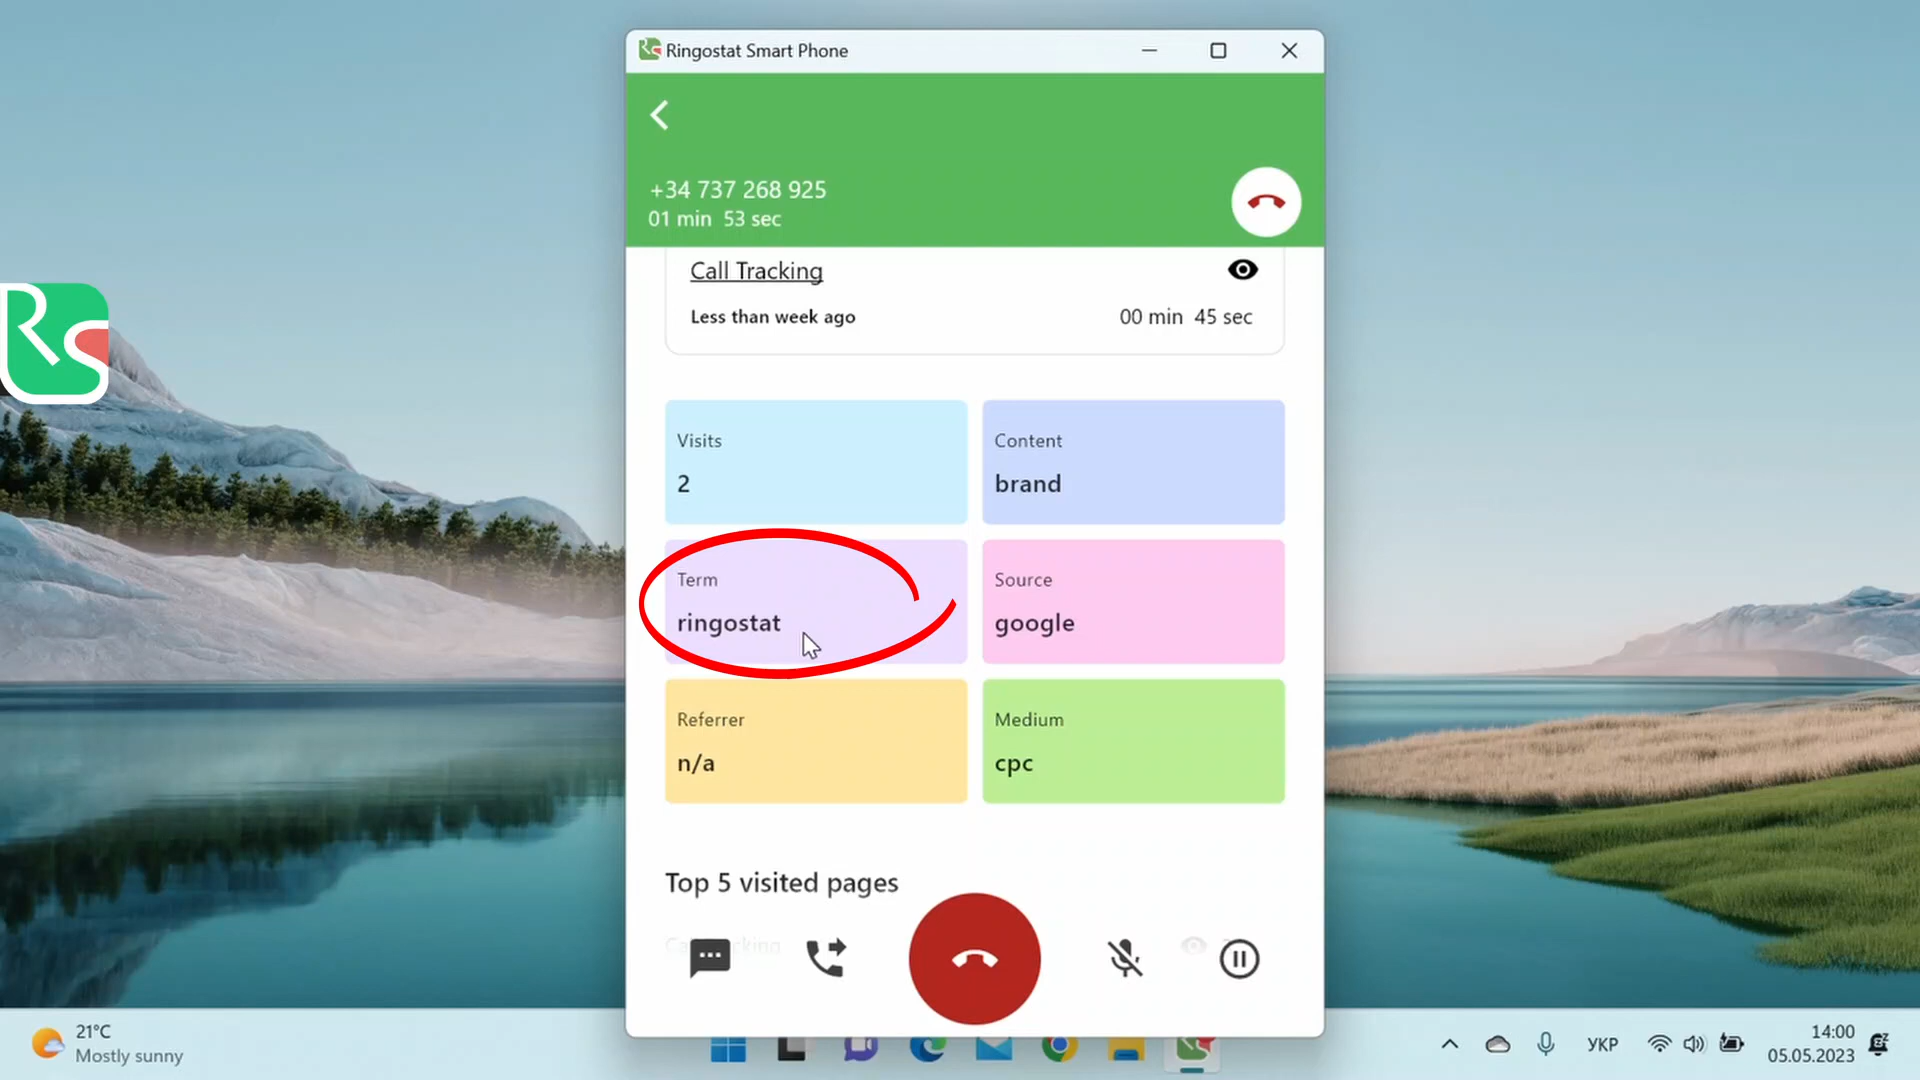 Ringostat Smart Phone
+34 737 268 925
01 min 53 sec
Call Tracking
Less than week ago 00 min 45 sec
Visits
2
Content
brand
Term
ringostat
Source
google
Referrer
n/a
Medium
cpc
Top 5 visited pages
Call Tracking
21°C
Mostly sunny
УКР
14:00
05.05.2023